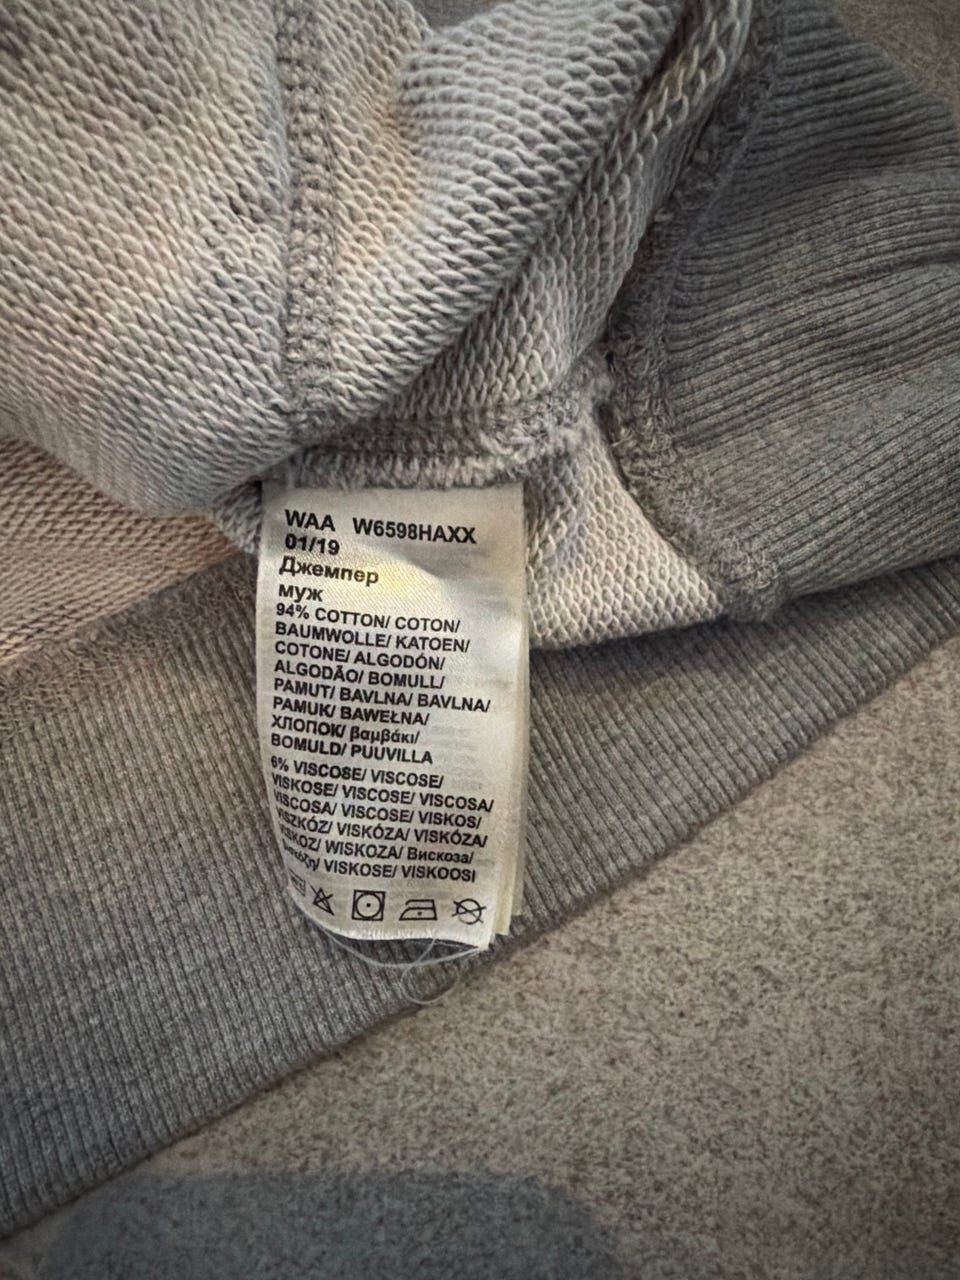 WAA W6598HAXX
01/19
Джемпер
муж
94% COTTON/ COTON/
BAUMWOLLE/ KATOEN/
COTONE/ ALGODÓN/
ALGODÃO/ BOMULL/
PAMUT/ BAVLNA/ BAVLNA/
PAMUK/ BAWEŁNA/
ХЛОПОК/ βαμβάκι/
BOMULD/ PUUVILLA
6% VISCOSE/ VISCOSE/
VISKOSE/ VISCOSE/ VISCOSA/
VISCOSA/ VISCOSE/ VISKOS/
VISZKÓZ/ VISKÓZA/ VISKÓZA/
VISKOZ/ WISKOZA/ Вискоза/
VISKOSE/ VISKOOSI